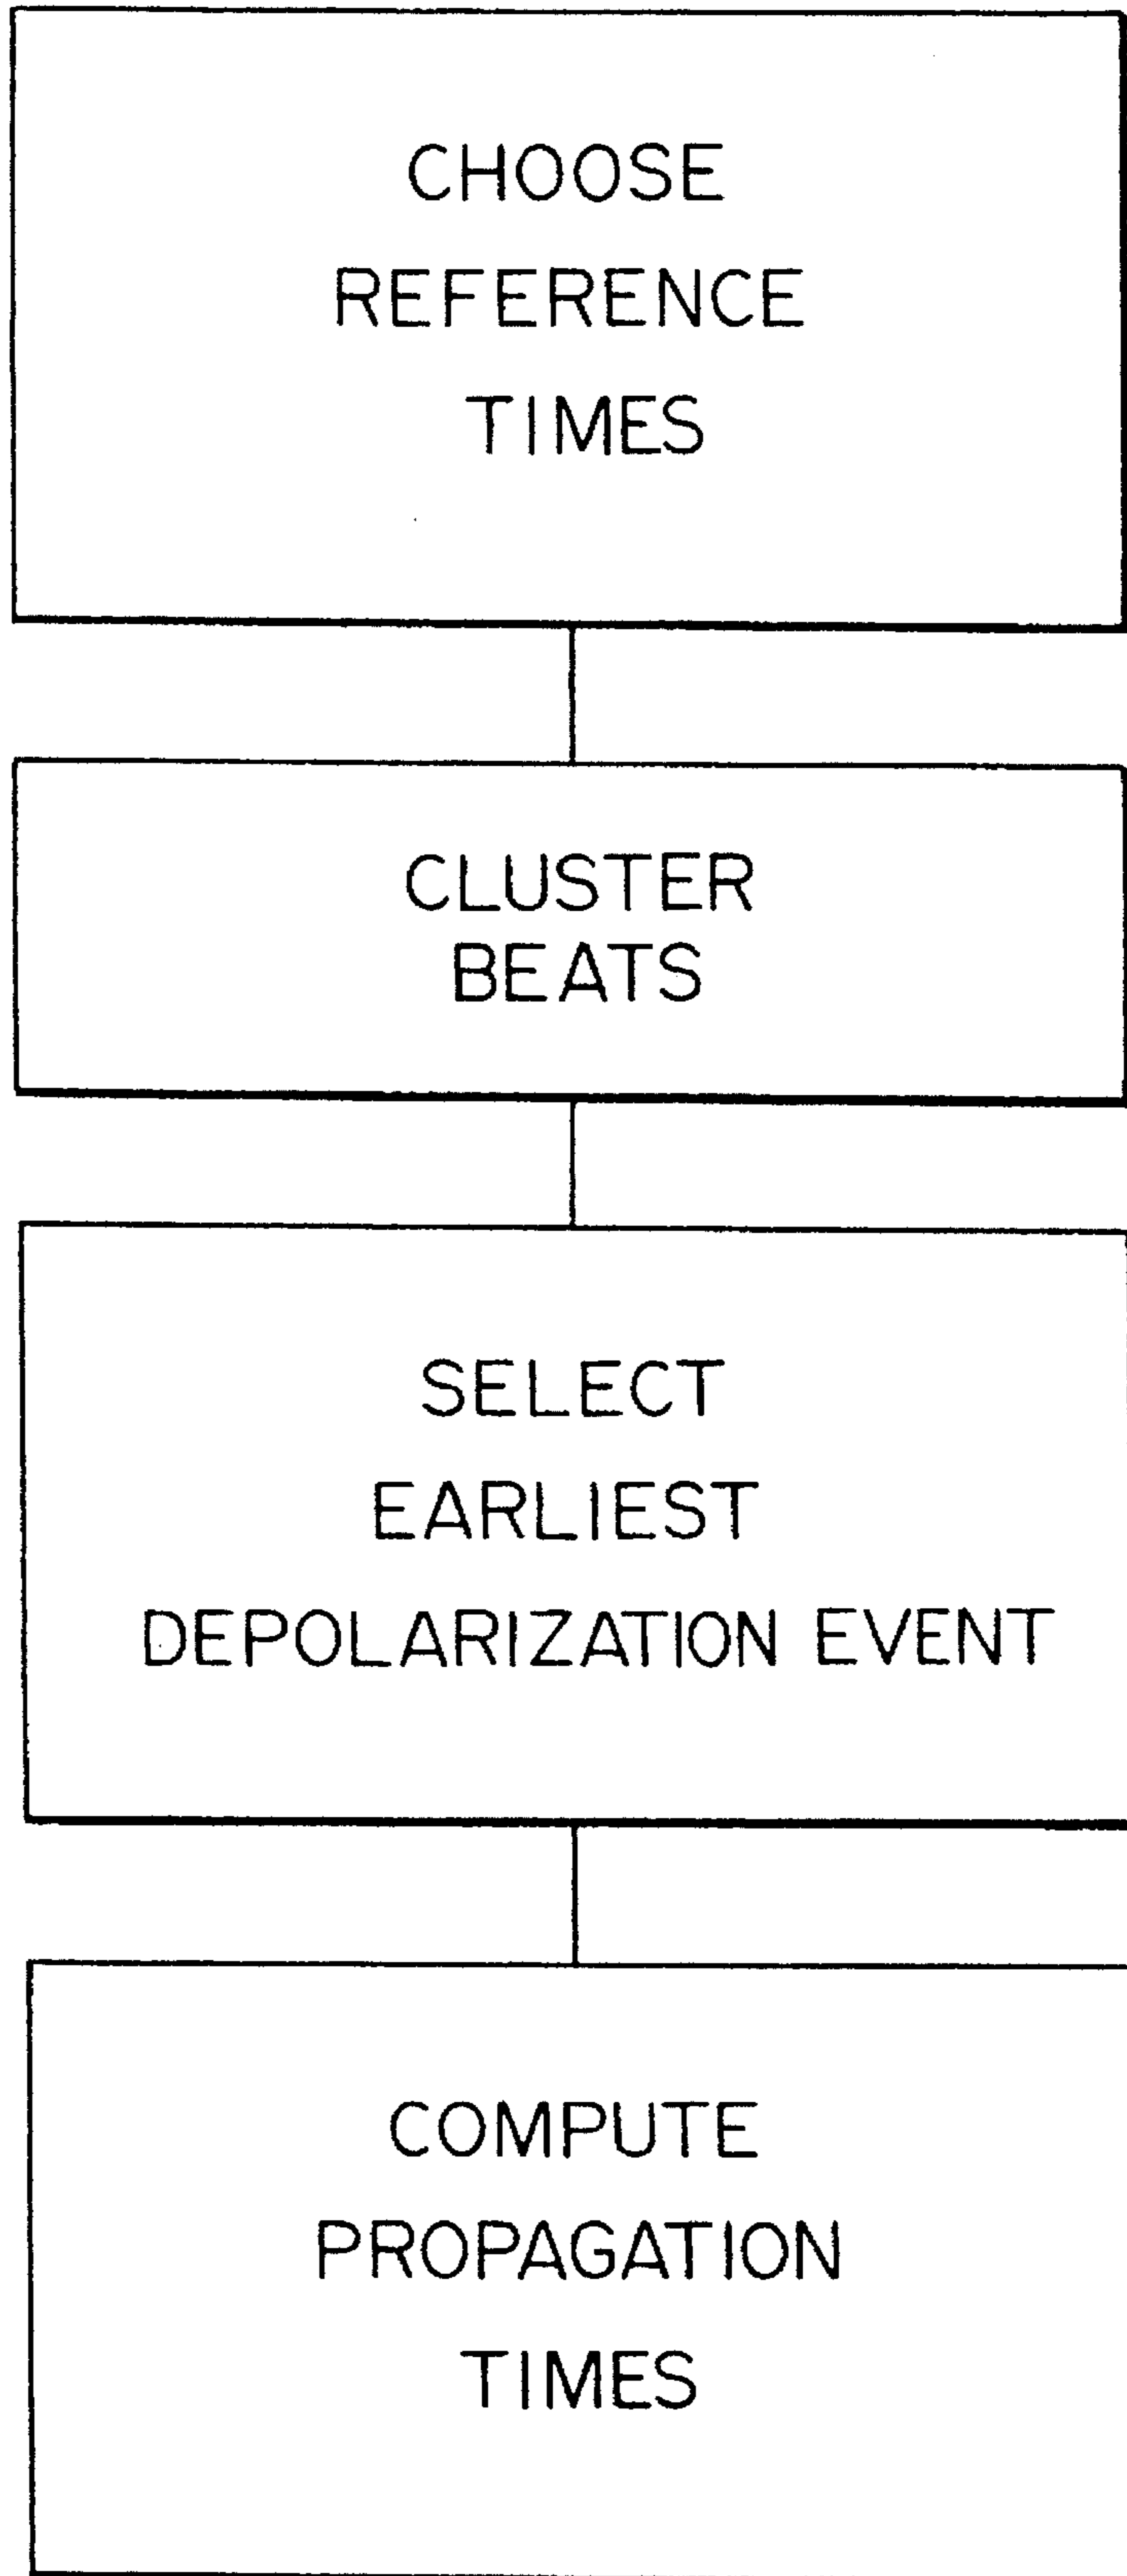 CHOOSE
REFERENCE
TIMES
CLUSTER
BEATS
SELECT
EARLIEST
DEPOLARIZATION EVENT
COMPUTE
PROPAGATION
TIMES